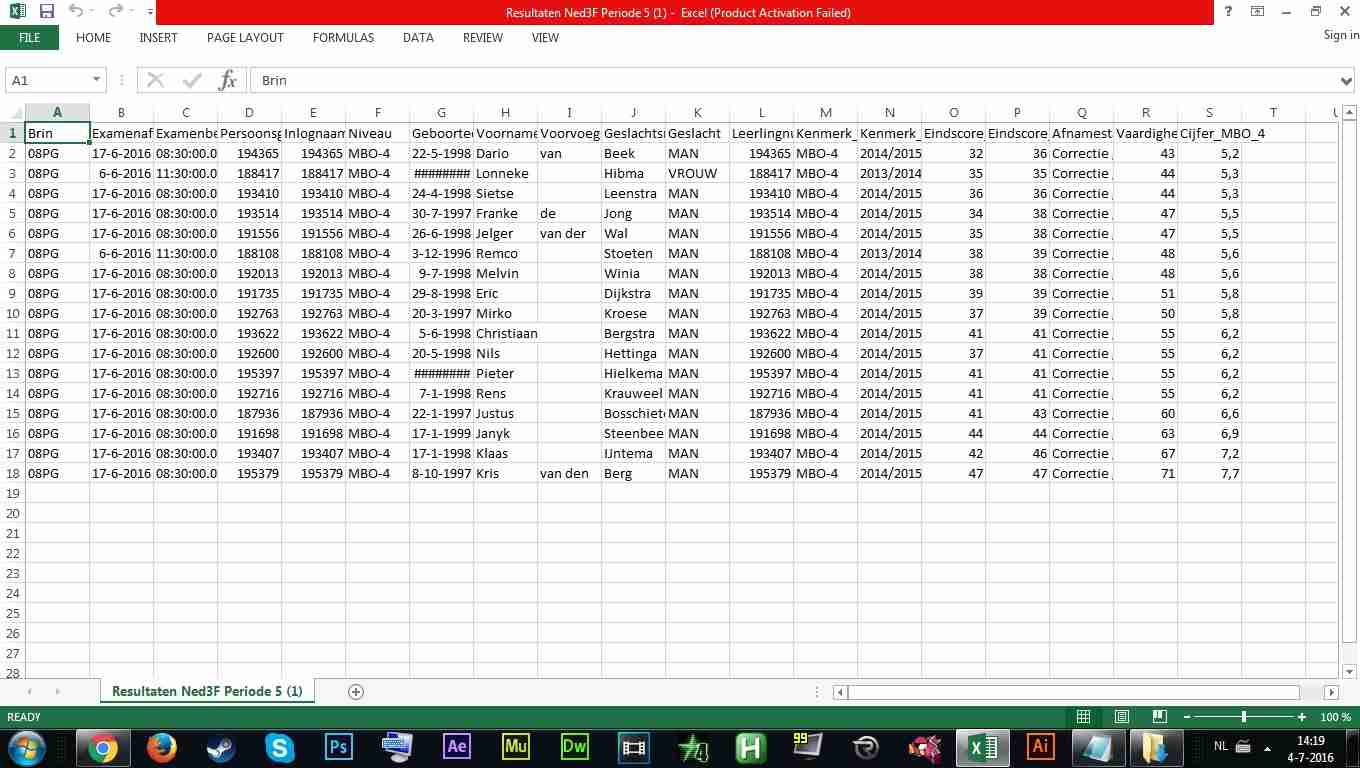 Resultaten Ned3F Periode 5 (1) - Excel (Product Activation Failed)
FILE HOME INSERT PAGE LAYOUT FORMULAS DATA REVIEW VIEW Sign in
A1 fx Brin
A B C D E F G H I J K L M N O P Q R S T U
1 Brin Examenaf Examenbe Persoonsg Inlognaam Niveau Geboorted Voorname Voorvoeg Geslachts Geslacht Leerlingnu Kenmerk_ Kenmerk_ Eindscore_ Eindscore_ Afnamest Vaardighe Cijfer_MBO_4
2 08PG 17-6-2016 08:30:00.0 194365 194365 MBO-4 22-5-1998 Dario van Beek MAN 194365 MBO-4 2014/2015 32 36 Correctie 43 5,2
3 08PG 6-6-2016 11:30:00.0 188417 188417 MBO-4 ######## Lonneke Hibma VROUW 188417 MBO-4 2013/2014 35 35 Correctie 44 5,3
4 08PG 17-6-2016 08:30:00.0 193410 193410 MBO-4 24-4-1998 Sietse Leenstra MAN 193410 MBO-4 2014/2015 36 36 Correctie 44 5,3
5 08PG 17-6-2016 08:30:00.0 193514 193514 MBO-4 30-7-1997 Franke de Jong MAN 193514 MBO-4 2014/2015 34 38 Correctie 47 5,5
6 08PG 17-6-2016 08:30:00.0 191556 191556 MBO-4 26-6-1998 Jelger van der Wal MAN 191556 MBO-4 2014/2015 35 38 Correctie 47 5,5
7 08PG 6-6-2016 11:30:00.0 188108 188108 MBO-4 3-12-1996 Remco Stoeten MAN 188108 MBO-4 2013/2014 38 39 Correctie 48 5,6
8 08PG 17-6-2016 08:30:00.0 192013 192013 MBO-4 9-7-1998 Melvin Winia MAN 192013 MBO-4 2014/2015 38 38 Correctie 48 5,6
9 08PG 17-6-2016 08:30:00.0 191735 191735 MBO-4 29-8-1998 Eric Dijkstra MAN 191735 MBO-4 2014/2015 39 39 Correctie 51 5,8
10 08PG 17-6-2016 08:30:00.0 192763 192763 MBO-4 20-3-1997 Mirko Kroese MAN 192763 MBO-4 2014/2015 37 39 Correctie 50 5,8
11 08PG 17-6-2016 08:30:00.0 193622 193622 MBO-4 5-6-1998 Christiaan Bergstra MAN 193622 MBO-4 2014/2015 41 41 Correctie 55 6,2
12 08PG 17-6-2016 08:30:00.0 192600 192600 MBO-4 20-5-1998 Nils Hettinga MAN 192600 MBO-4 2014/2015 37 41 Correctie 55 6,2
13 08PG 17-6-2016 08:30:00.0 195397 195397 MBO-4 ######## Pieter Hielkema MAN 195397 MBO-4 2014/2015 41 41 Correctie 55 6,2
14 08PG 17-6-2016 08:30:00.0 192716 192716 MBO-4 7-1-1998 Rens Krauweel MAN 192716 MBO-4 2014/2015 41 41 Correctie 55 6,2
15 08PG 17-6-2016 08:30:00.0 187936 187936 MBO-4 22-1-1997 Justus Bosschiet MAN 187936 MBO-4 2014/2015 41 43 Correctie 60 6,6
16 08PG 17-6-2016 08:30:00.0 191698 191698 MBO-4 17-1-1999 Janyk Steenbee MAN 191698 MBO-4 2014/2015 44 44 Correctie 63 6,9
17 08PG 17-6-2016 08:30:00.0 193407 193407 MBO-4 17-1-1998 Klaas IJntema MAN 193407 MBO-4 2014/2015 42 46 Correctie 67 7,2
18 08PG 17-6-2016 08:30:00.0 195379 195379 MBO-4 8-10-1997 Kris van den Berg MAN 195379 MBO-4 2014/2015 47 47 Correctie 71 7,7
19
20
21
22
23
24
25
26
27
28
Resultaten Ned3F Periode 5 (1)
READY 100 %
Ps Ae Mu Dw H 99 Ai NL 14:19
4-7-2016